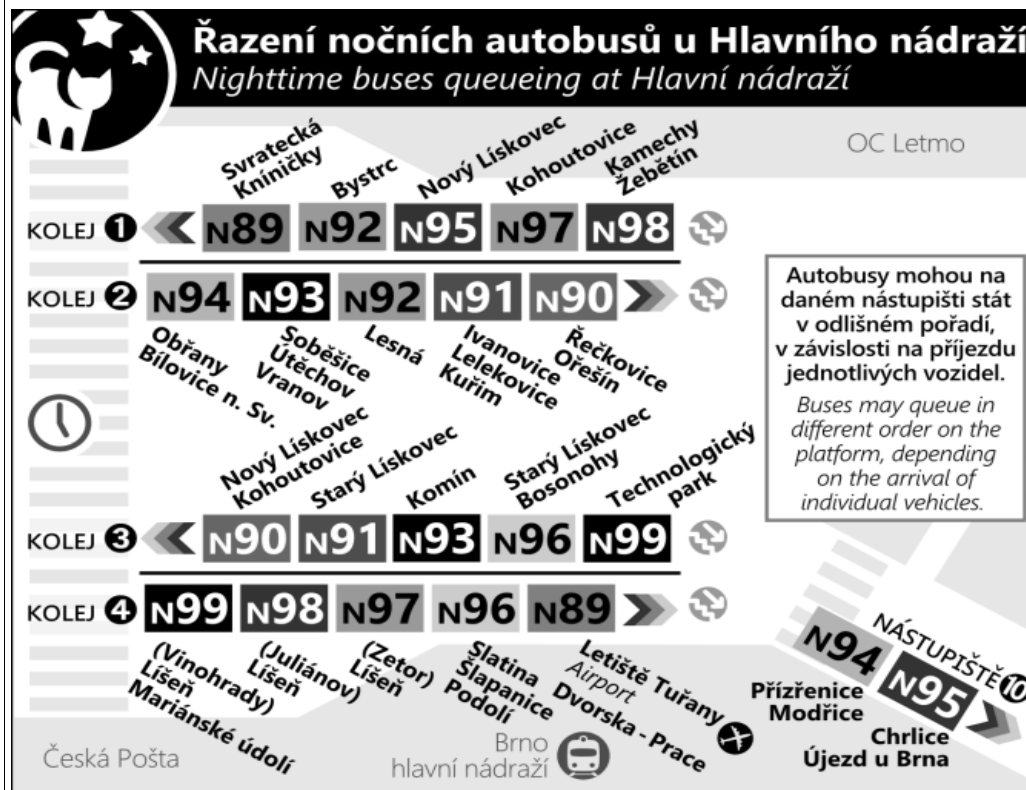 Řazení nočních autobusů u Hlavního nádraží
Nighttime buses queueing at Hlavní nádraží
OC Letmo
Svratecká
Kníničky
Bystrc
Nový Lískovec
Kohoutovice
Kamechy
Žebětín
KOLEJ 1 N89 N92 N95 N97 N98
KOLEJ 2 N94 N93 N92 N91 N90
Obřany
Bílovice n. Sv.
Soběšice
Útěchov
Vranov
Lesná
Ivanovice
Lelekovice
Kuřim
Řečkovice
Ořešín
Autobusy mohou na
daném nástupišti stát
v odlišném pořadí,
v závislosti na příjezdu
jednotlivých vozidel.
Buses may queue in
different order on the
platform, depending
on the arrival of
individual vehicles.
Nový Lískovec
Kohoutovice
Starý Lískovec
Komín
Starý Lískovec
Bosonohy
Technologický
park
KOLEJ 3 N90 N91 N93 N96 N99
KOLEJ 4 N99 N98 N97 N96 N89
(Vinohrady)
Líšeň
Mariánské údolí
(Juliánov)
Líšeň
(Zetor)
Líšeň
Slatina
Šlapanice
Podolí
Letiště Tuřany
Airport
Dvorska - Prace
NÁSTUPIŠTĚ 10
N94 N95
Přízřenice
Modřice
Chrlice
Újezd u Brna
Česká Pošta
Brno
hlavní nádraží